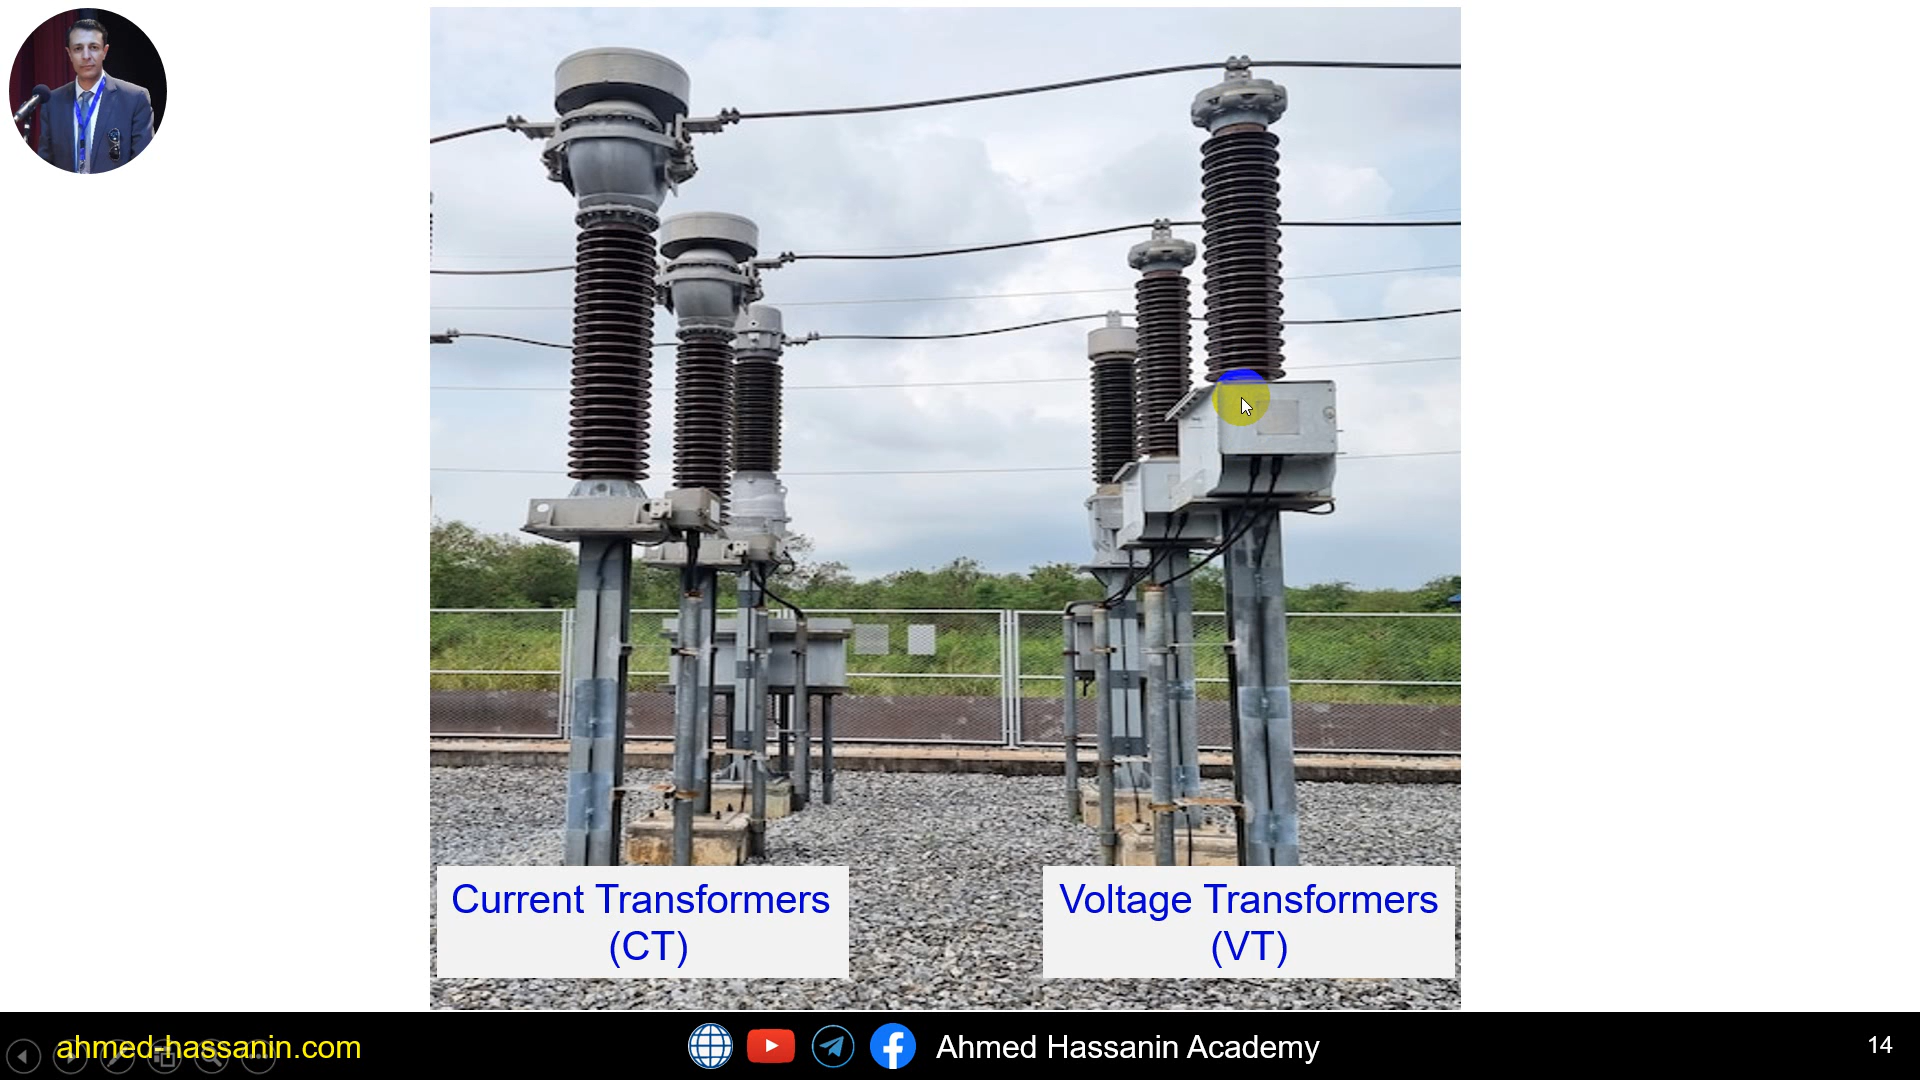 Current Transformers
(CT)
Voltage Transformers
(VT)
ahmed-hassanin.com
Ahmed Hassanin Academy
14